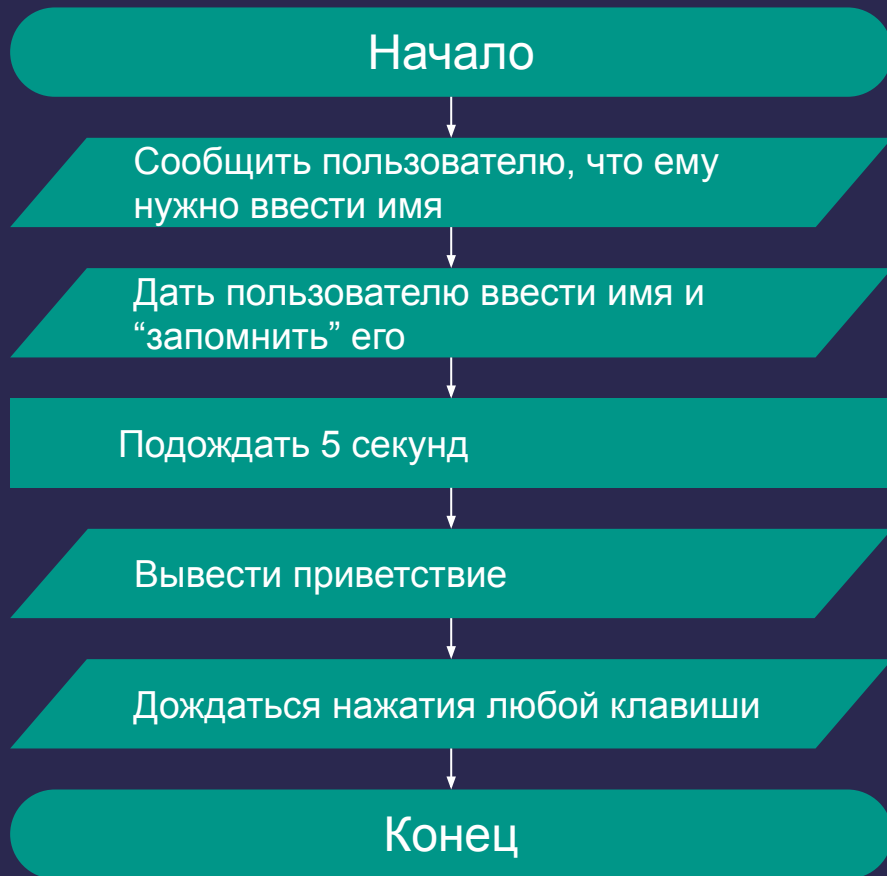 Начало
Сообщить пользователю, что ему
нужно ввести имя
Дать пользователю ввести имя и
“запомнить” его
Подождать 5 секунд
Вывести приветствие
Дождаться нажатия любой клавиши
Конец